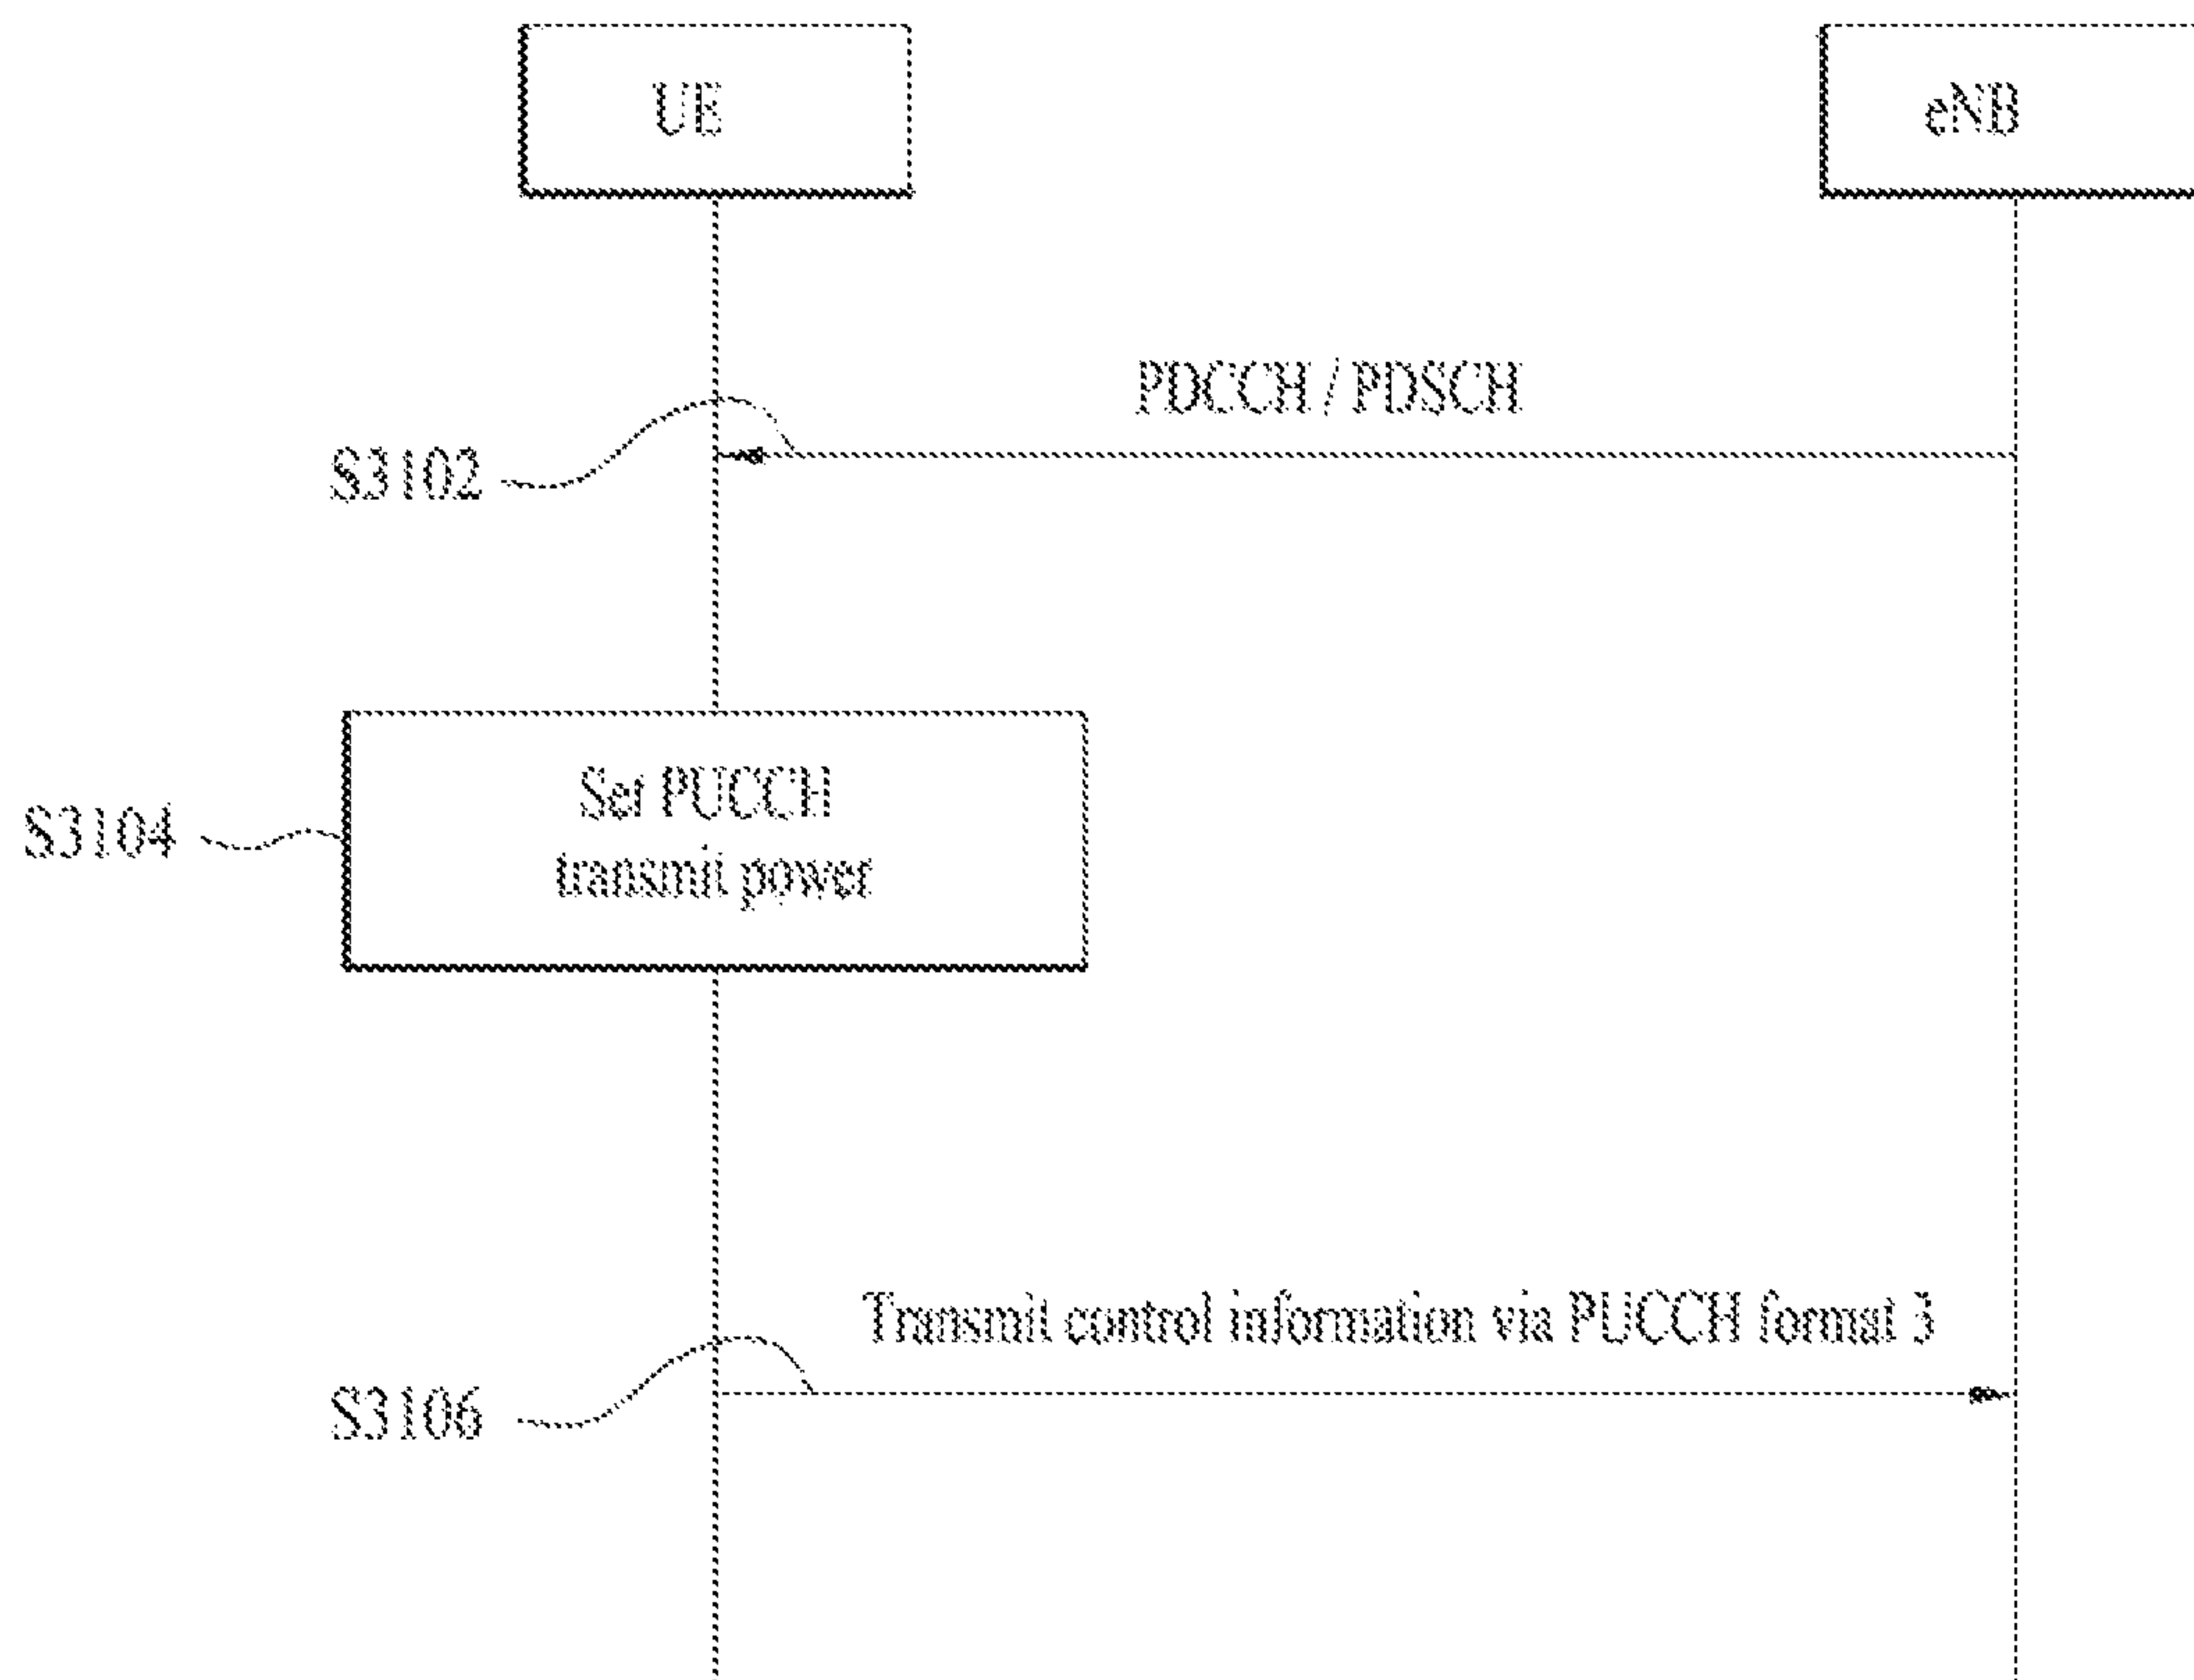 UE
eNB
PDCCH / PDSCH
S3102
Set PUCCH
transmit power
S3104
Transmit control information via PUCCH format 3
S3106